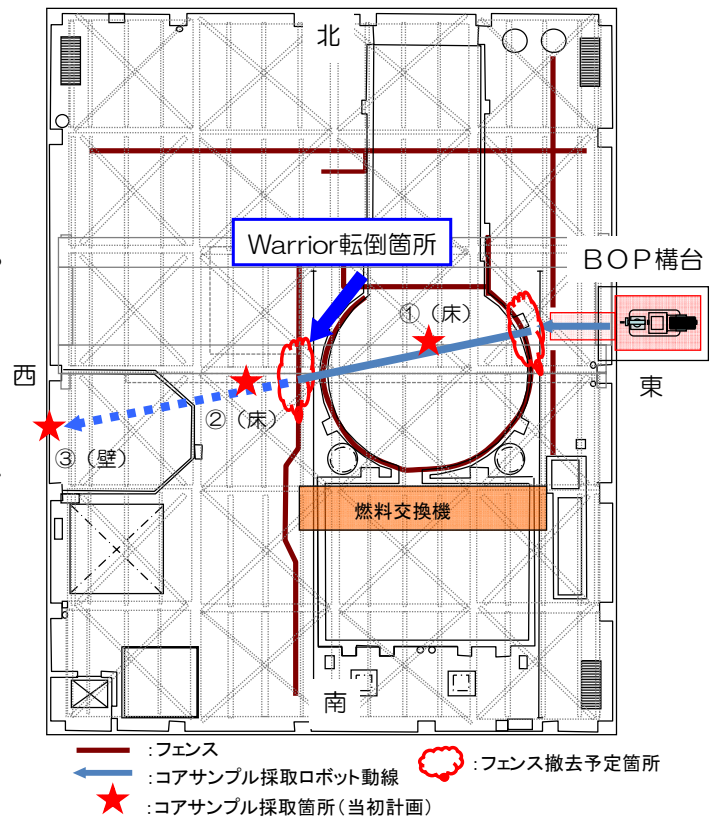 北
Warrior転倒箇所
BOP構台
①(床)
西
東
②(床)
③(壁)
燃料交換機
南
:フェンス
:コアサンプル採取ロボット動線
:フェンス撤去予定箇所
:コアサンプル採取箇所(当初計画)